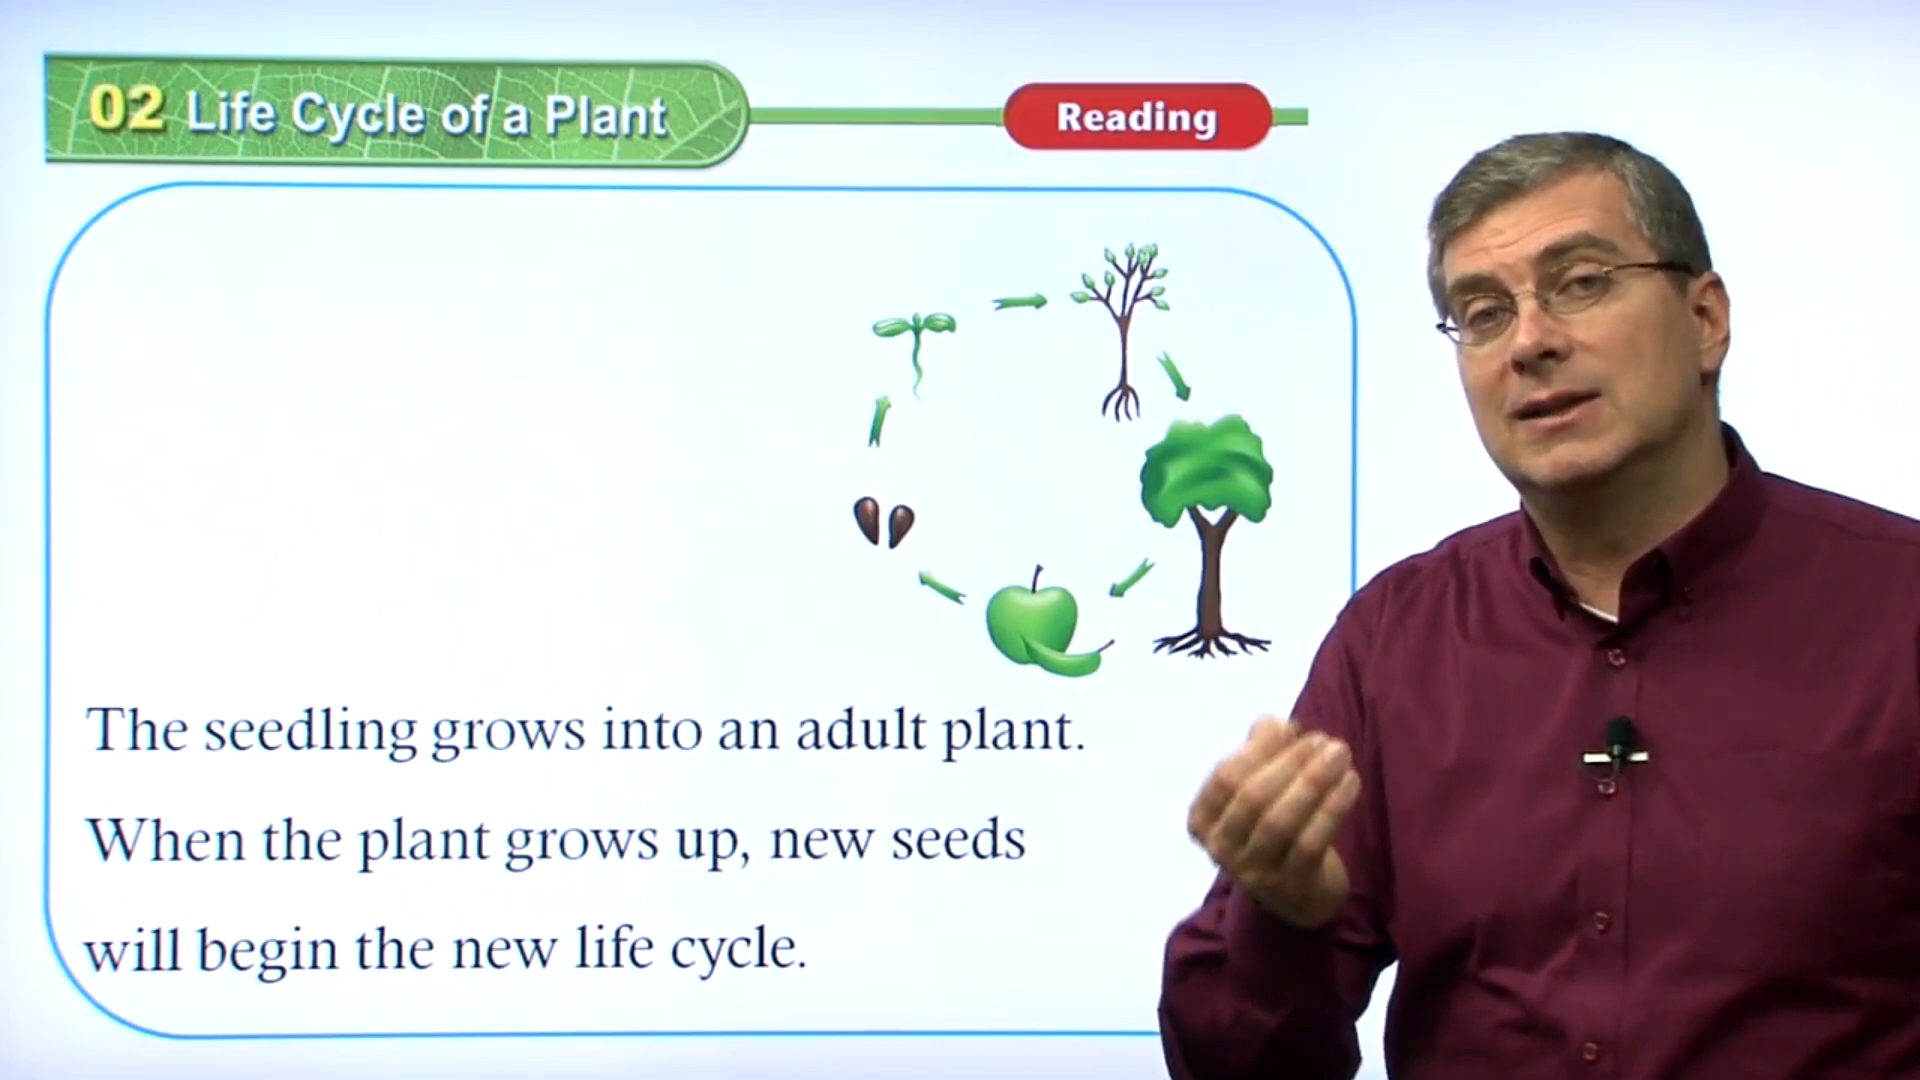 02 Life Cycle of a Plant
Reading
The seedling grows into an adult plant.
When the plant grows up, new seeds
will begin the new life cycle.